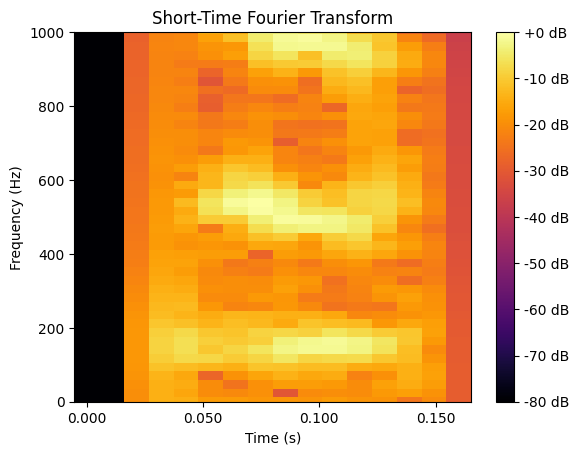 Short-Time Fourier Transform
1000
800
600
400
200
0
Frequency (Hz)
0.000
0.050
0.100
0.150
Time (s)
+0 dB
-10 dB
-20 dB
-30 dB
-40 dB
-50 dB
-60 dB
-70 dB
-80 dB